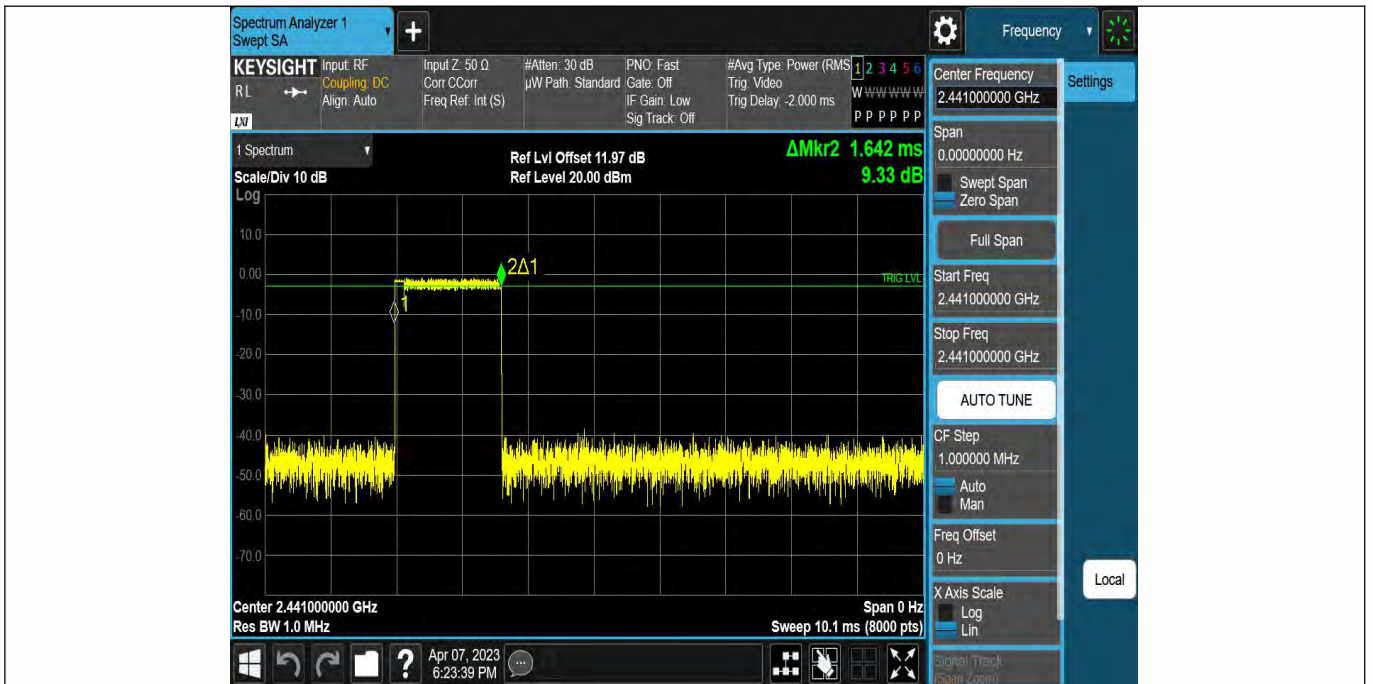 Spectrum Analyzer 1
Swept SA
+
Frequency
KEYSIGHT
RL
LXI
Input: RF
Coupling: DC
Align: Auto
Input Z: 50 Ω
Corr CCorr
Freq Ref: Int (S)
#Atten: 30 dB
µW Path: Standard
PNO: Fast
Gate: Off
IF Gain: Low
Sig Track: Off
#Avg Type: Power (RMS
Trig: Video
Trig Delay: -2.000 ms
1 2 3 4 5 6
W W W W W W
P P P P P P
1 Spectrum
Scale/Div 10 dB
Ref Lvl Offset 11.97 dB
Ref Level 20.00 dBm
ΔMkr2 1.642 ms
9.33 dB
Log
10.0
0.00
-10.0
-20.0
-30.0
-40.0
-50.0
-60.0
-70.0
2Δ1
1
TRIG LVL
Center 2.441000000 GHz
Res BW 1.0 MHz
Span 0 Hz
Sweep 10.1 ms (8000 pts)
Apr 07, 2023
6:23:39 PM
Center Frequency
2.441000000 GHz
Settings
Span
0.00000000 Hz
Swept Span
Zero Span
Full Span
Start Freq
2.441000000 GHz
Stop Freq
2.441000000 GHz
AUTO TUNE
CF Step
1.000000 MHz
Auto
Man
Freq Offset
0 Hz
X Axis Scale
Log
Lin
Signal Track
(Span Zoom)
Local